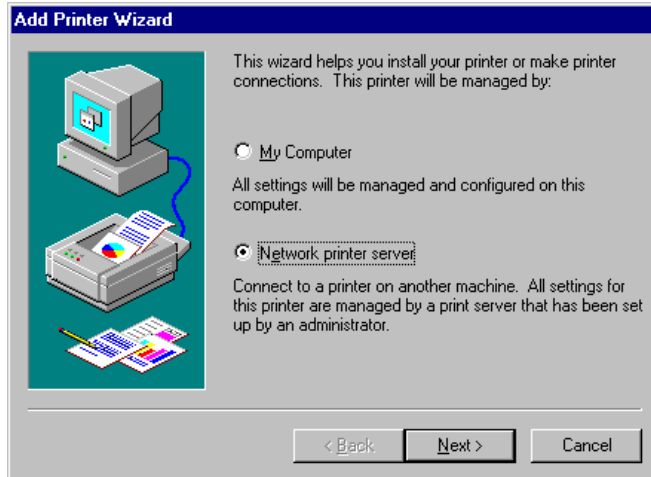 Add Printer Wizard
This wizard helps you install your printer or make printer
connections.  This printer will be managed by:
My Computer
All settings will be managed and configured on this
computer.
Network printer server
Connect to a printer on another machine.  All settings for
this printer are managed by a print server that has been set
up by an administrator.
< Back
Next >
Cancel